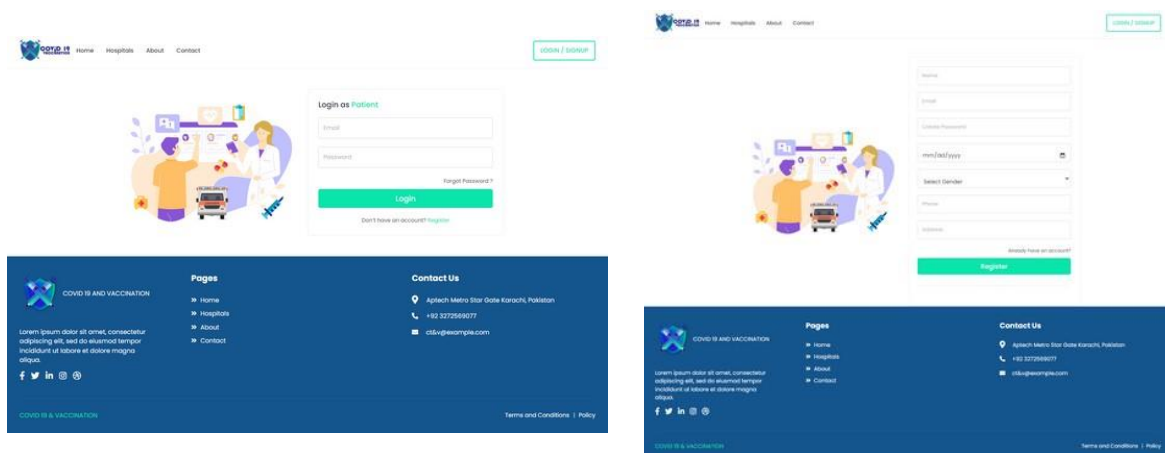 COVID 19
VACCINATION
Home Hospitals About Contact
LOGIN / SIGNUP
Login as Patient
Email
Password
Forgot Password ?
Login
Don't have an account? Register
COVID 19 AND VACCINATION
Lorem ipsum dolor sit amet, consectetur
adipiscing elit, sed do eiusmod tempor
incididunt ut labore et dolore magna
aliqua.
Pages
Home
Hospitals
About
Contact
Contact Us
Aptech Metro Star Gate Karachi, Pakistan
+92 3272569077
ct&v@example.com
COVID 19 & VACCINATION
Terms and Conditions | Policy
COVID 19
VACCINATION
Home Hospitals About Contact
LOGIN / SIGNUP
Name
Email
Create Password
mm/dd/yyyy
Select Gender
Phone
Address
Already have an account?
Register
COVID 19 AND VACCINATION
Lorem ipsum dolor sit amet, consectetur
adipiscing elit, sed do eiusmod tempor
incididunt ut labore et dolore magna
aliqua.
Pages
Home
Hospitals
About
Contact
Contact Us
Aptech Metro Star Gate Karachi, Pakistan
+92 3272569077
ct&v@example.com
COVID 19 & VACCINATION
Terms and Conditions | Policy